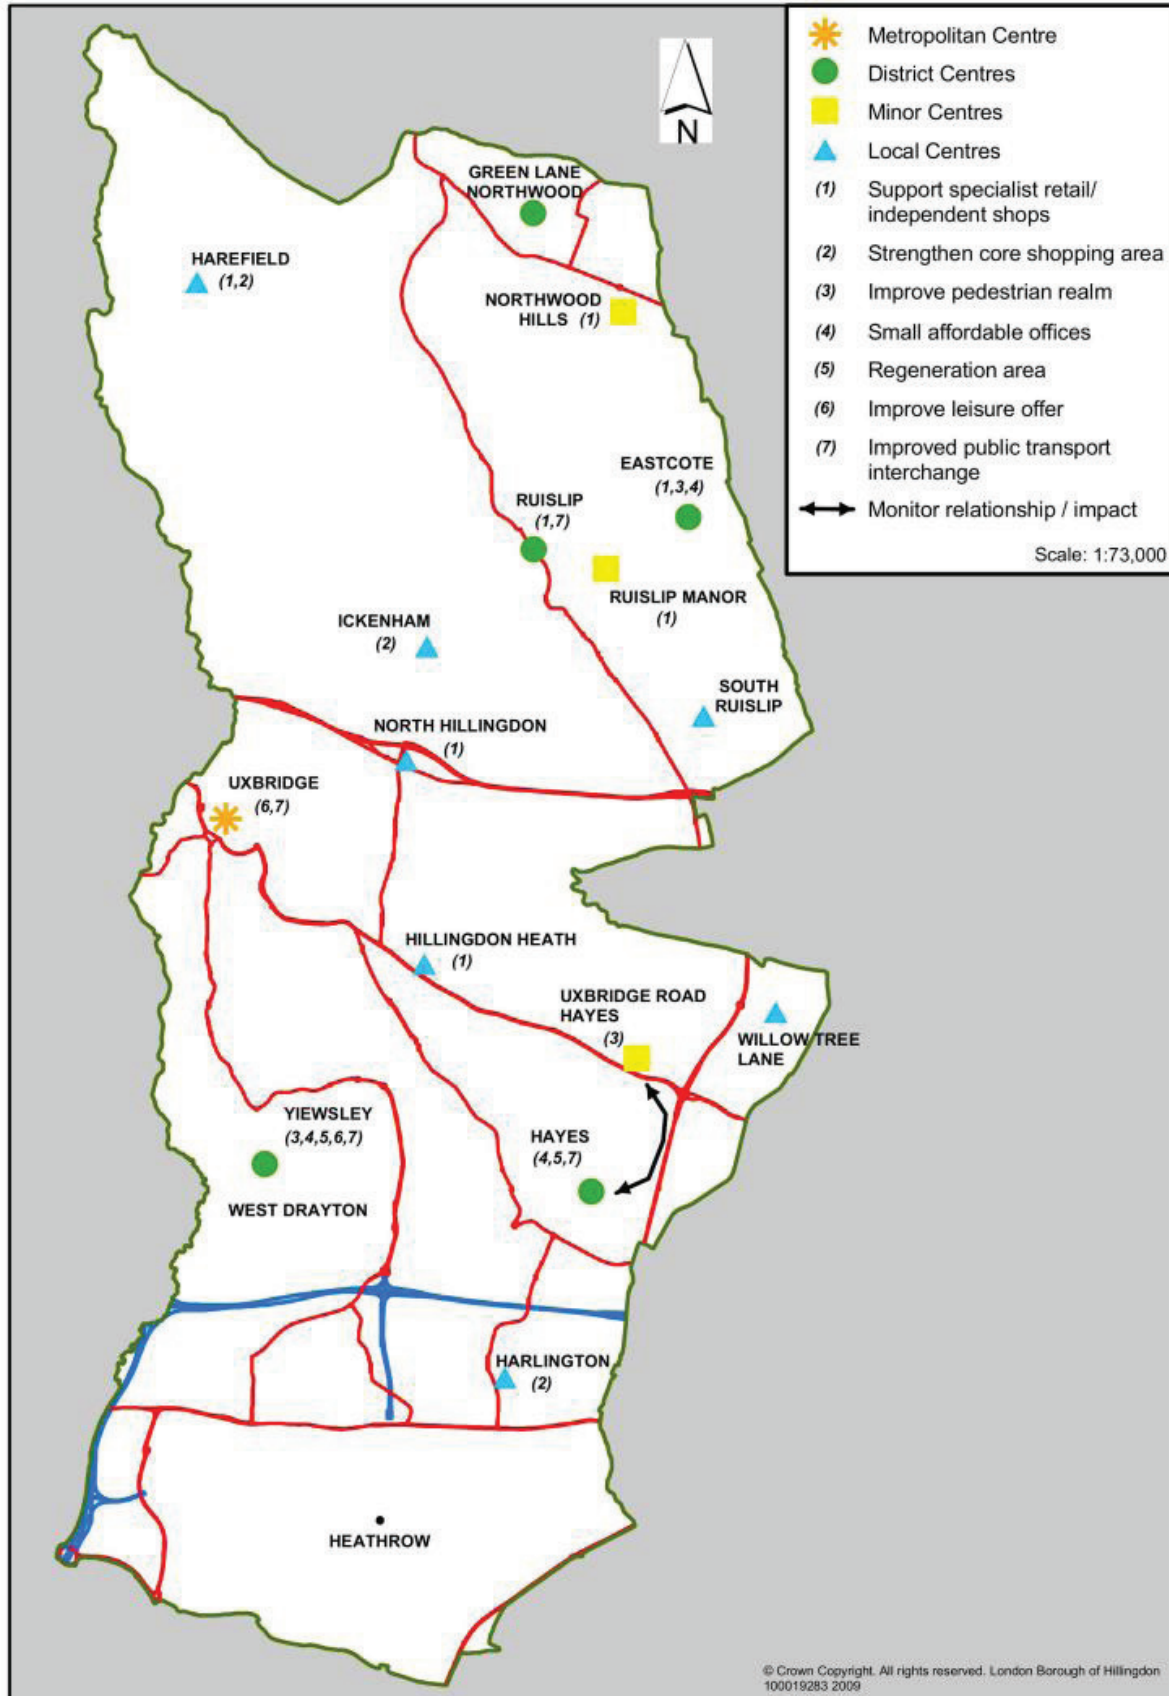 Metropolitan Centre
District Centres
Minor Centres
Local Centres
(1) Support specialist retail/
independent shops
(2) Strengthen core shopping area
(3) Improve pedestrian realm
(4) Small affordable offices
(5) Regeneration area
(6) Improve leisure offer
(7) Improved public transport
interchange
Monitor relationship / impact
Scale: 1:73,000
N
GREEN LANE
NORTHWOOD
HAREFIELD
(1,2)
NORTHWOOD
HILLS (1)
EASTCOTE
(1,3,4)
RUISLIP
(1,7)
RUISLIP MANOR
(1)
ICKENHAM
(2)
SOUTH
RUISLIP
NORTH HILLINGDON
(1)
UXBRIDGE
(6,7)
HILLINGDON HEATH
(1)
UXBRIDGE ROAD
HAYES
(3)
WILLOW TREE
LANE
YIEWSLEY
(3,4,5,6,7)
HAYES
(4,5,7)
WEST DRAYTON
HARLINGTON
(2)
HEATHROW
© Crown Copyright. All rights reserved. London Borough of Hillingdon
100019283 2009